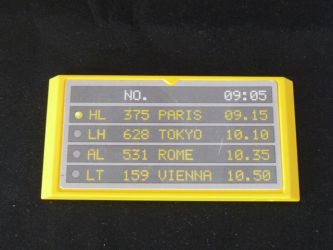 NO. 09:05
HL 375 PARIS 09.15
LH 628 TOKYO 10.10
AL 531 ROME 10.35
LT 159 VIENNA 10.50